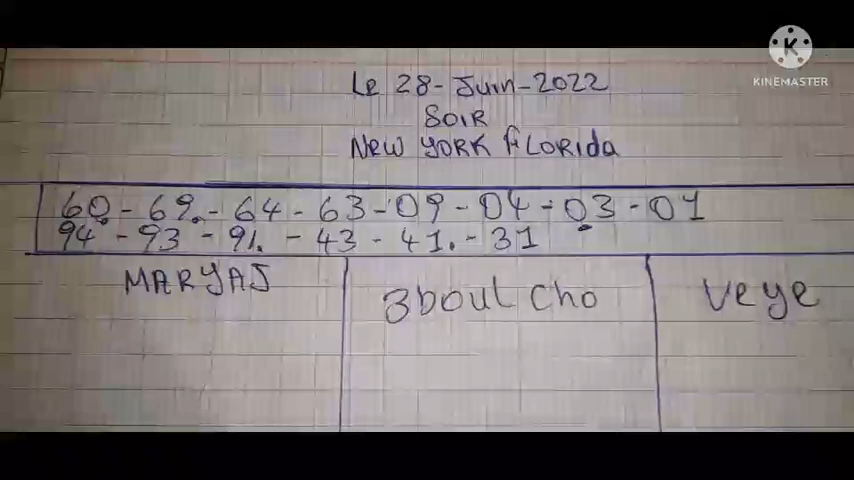 Le 28-Juin-2022
SOIR
New YORK FLORIda
60-69.-64-63-09-04-03-01
94-93-91.-43-41.-31
MARYAJ
3boul cho
veye
K
KINEMASTER